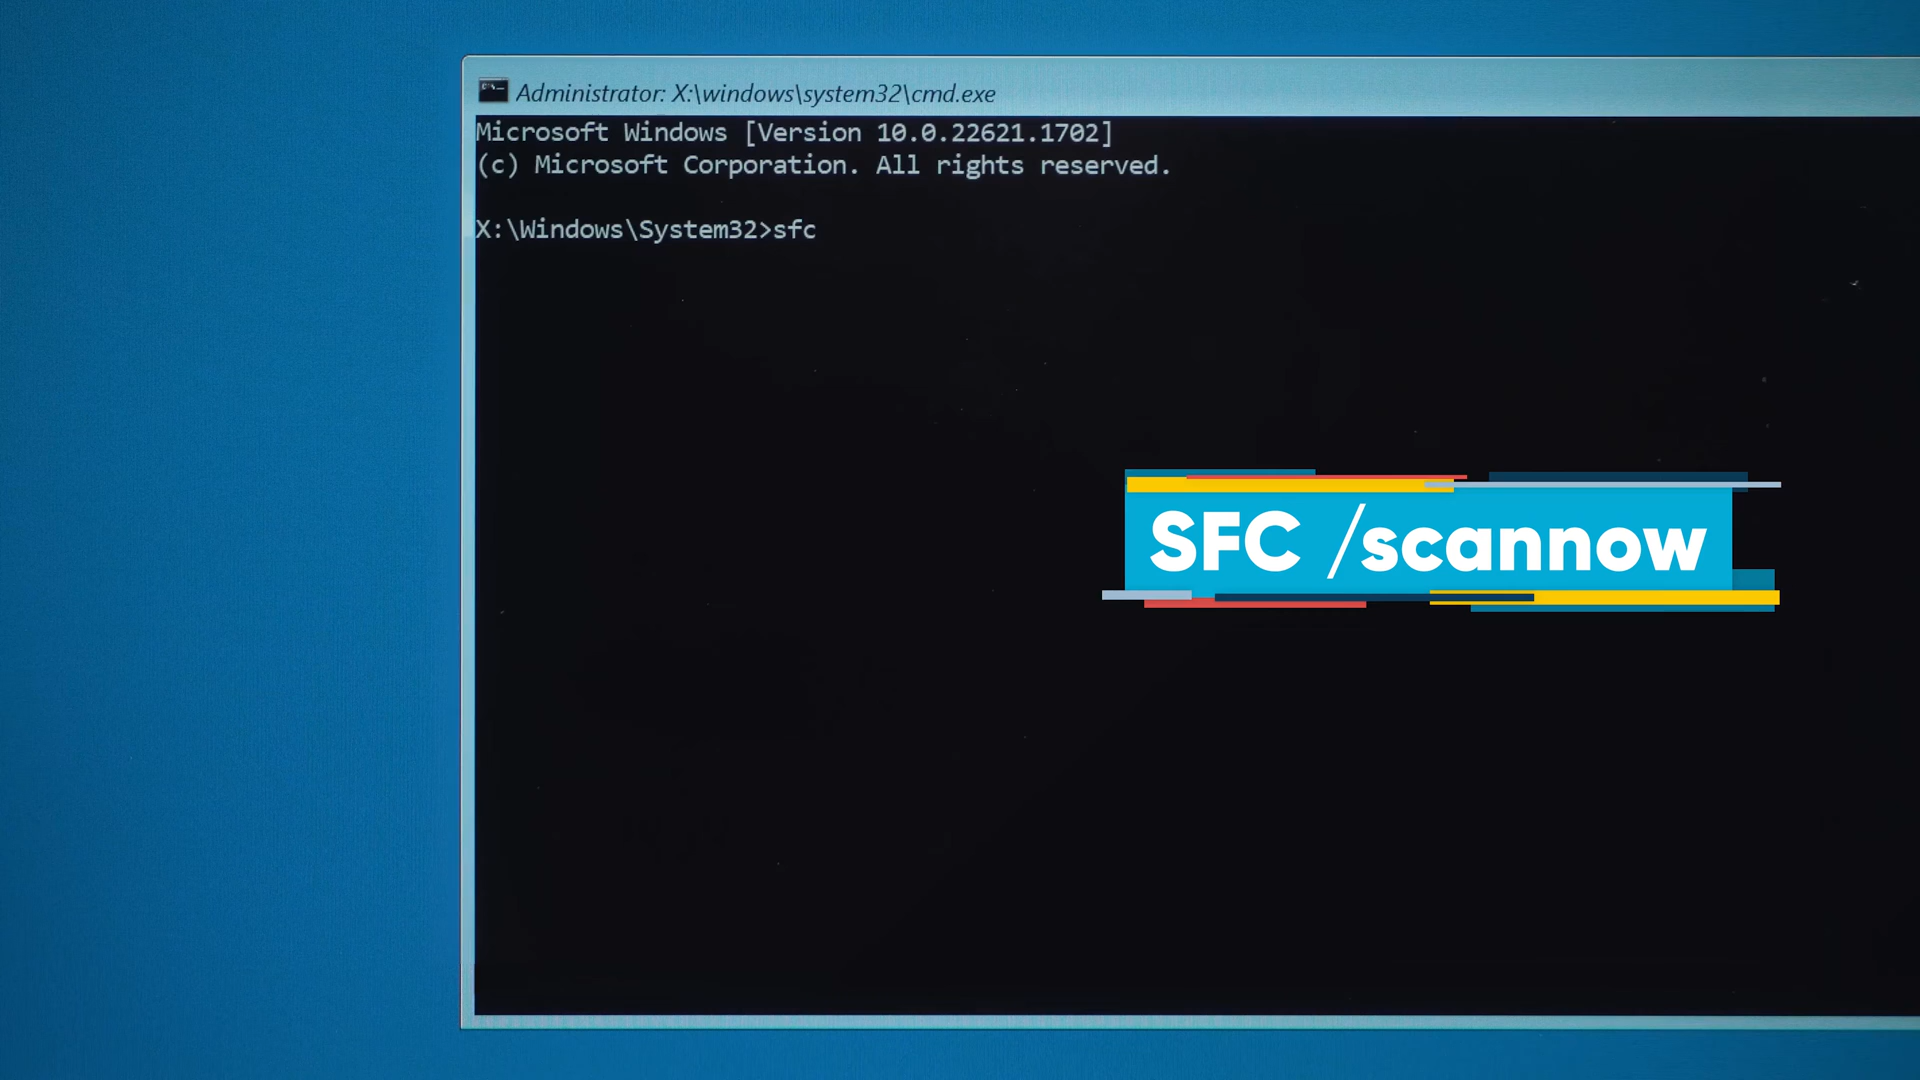 Administrator: X:\windows\system32\cmd.exe
Microsoft Windows [Version 10.0.22621.1702]
(c) Microsoft Corporation. All rights reserved.
X:\Windows\System32>sfc
SFC /scannow